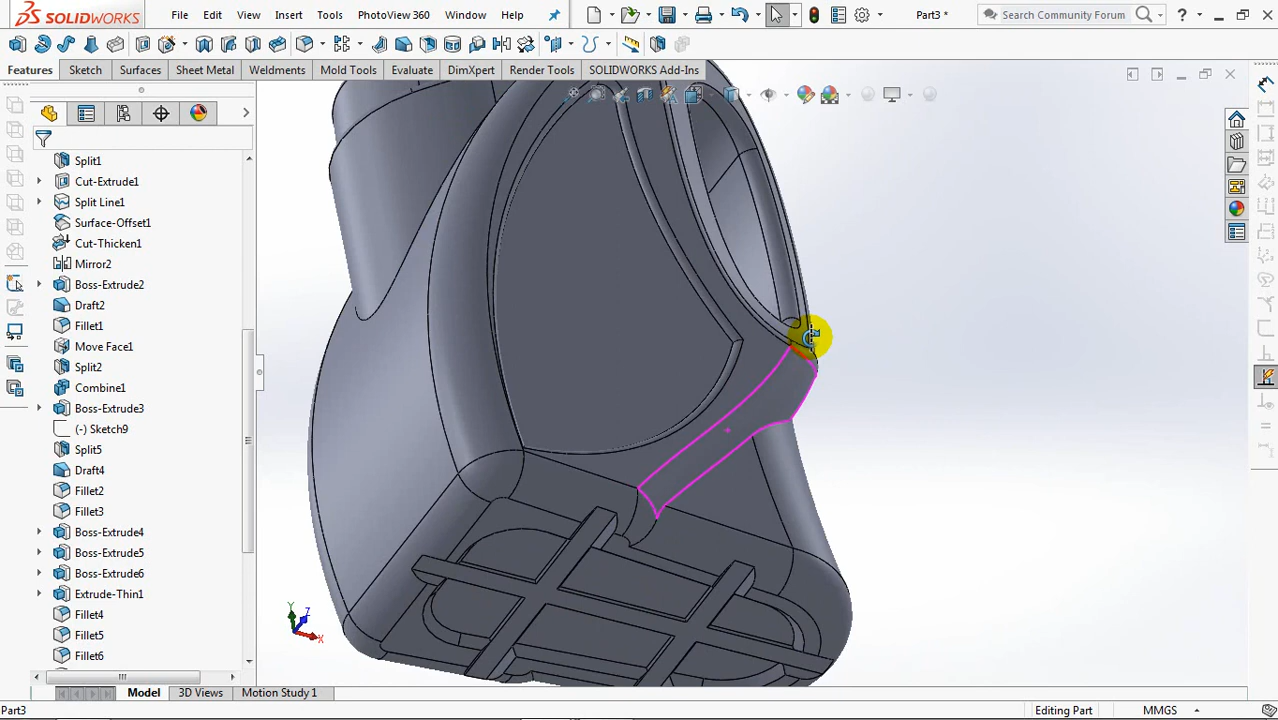 SOLIDWORKS File Edit View Insert Tools PhotoView 360 Window Help Part3 * Search Community Forum ?
Features Sketch Surfaces Sheet Metal Weldments Mold Tools Evaluate DimXpert Render Tools SOLIDWORKS Add-Ins
Split1
Cut-Extrude1
Split Line1
Surface-Offset1
Cut-Thicken1
Mirror2
Boss-Extrude2
Draft2
Fillet1
Move Face1
Split2
Combine1
Boss-Extrude3
(-) Sketch9
Split5
Draft4
Fillet2
Fillet3
Boss-Extrude4
Boss-Extrude5
Boss-Extrude6
Extrude-Thin1
Fillet4
Fillet5
Fillet6
Y
Z
X
Model 3D Views Motion Study 1
Part3 Editing Part MMGS